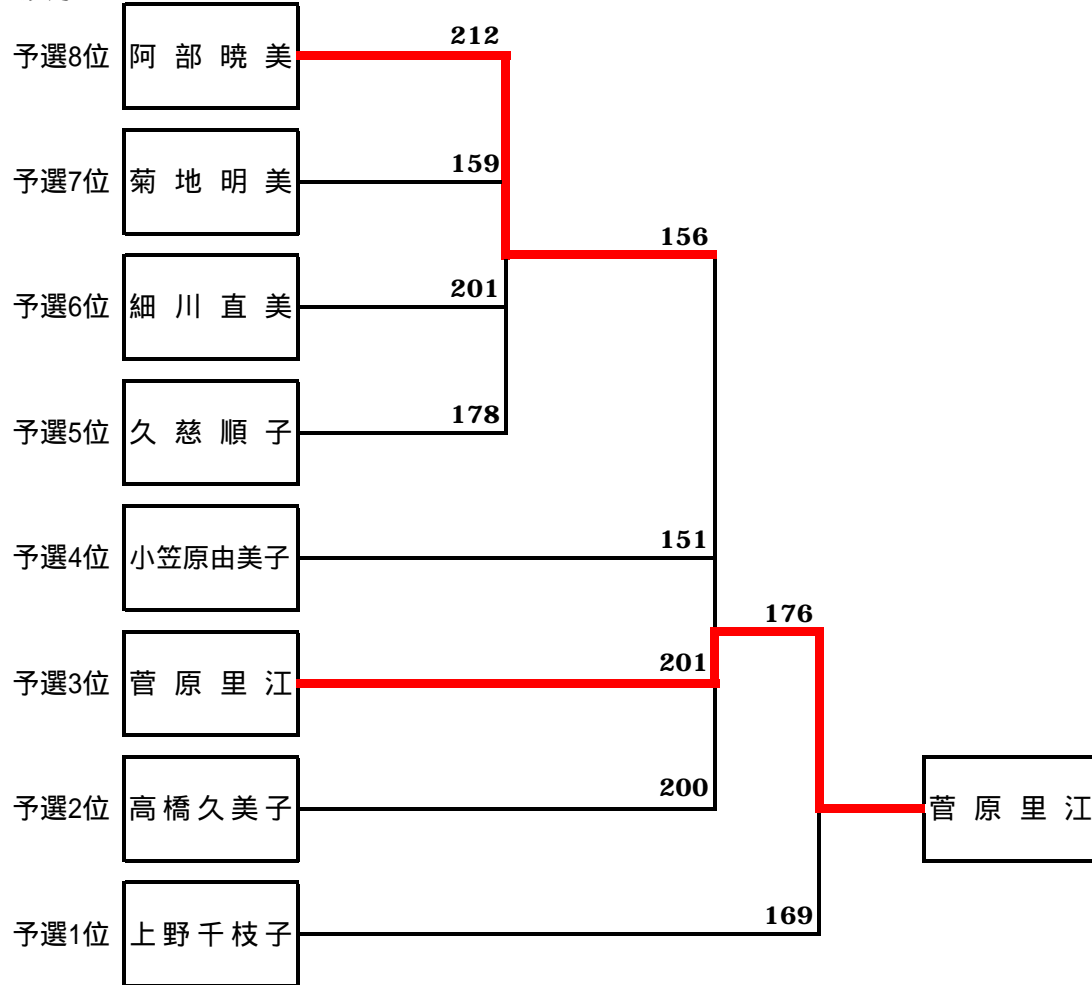 212
予選8位 阿部暁美
159
予選7位 菊地明美
156
201
予選6位 細川直美
178
予選5位 久慈順子
151
予選4位 小笠原由美子
176
201
予選3位 菅原里江
200
予選2位 高橋久美子 菅原里江
169
予選1位 上野千枝子